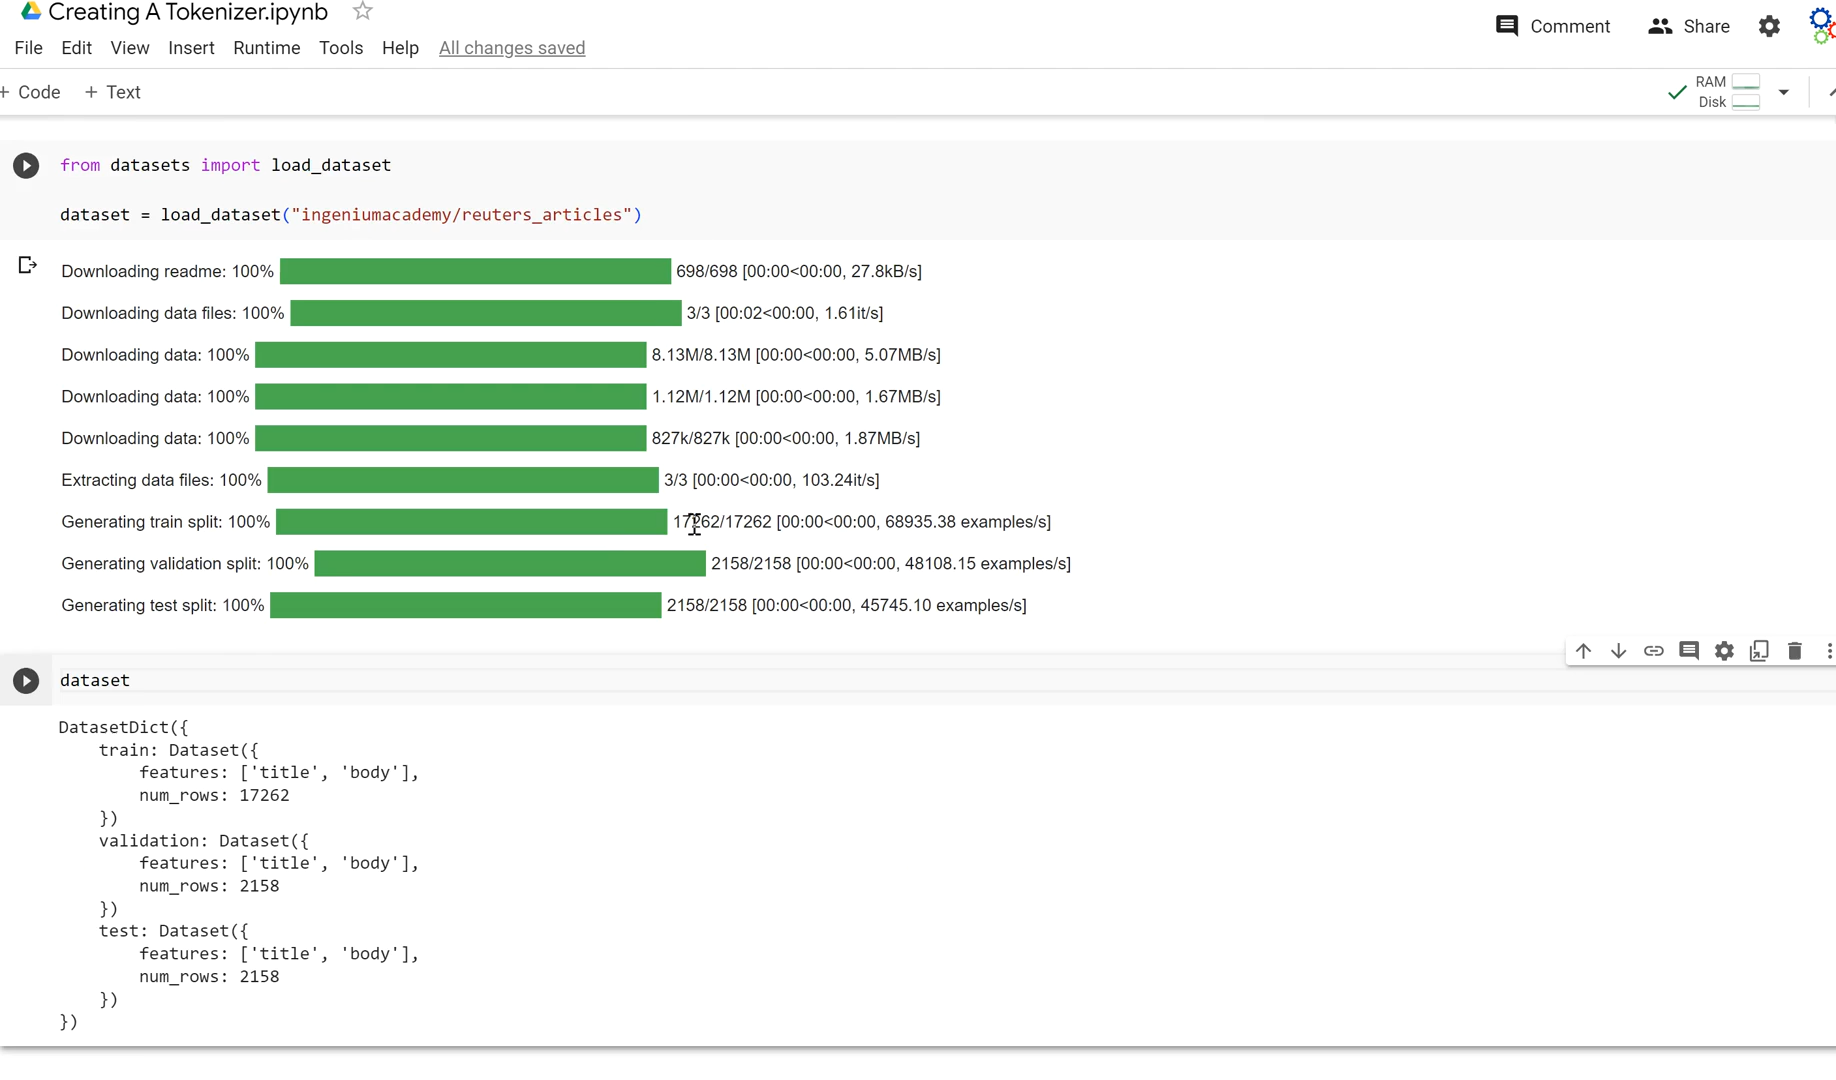 Creating A Tokenizer.ipynb
File Edit View Insert Runtime Tools Help All changes saved
Comment Share
+ Code + Text
RAM
Disk
from datasets import load_dataset
dataset = load_dataset("ingeniumacademy/reuters_articles")
Downloading readme: 100% 698/698 [00:00<00:00, 27.8kB/s]
Downloading data files: 100% 3/3 [00:02<00:00, 1.61it/s]
Downloading data: 100% 8.13M/8.13M [00:00<00:00, 5.07MB/s]
Downloading data: 100% 1.12M/1.12M [00:00<00:00, 1.67MB/s]
Downloading data: 100% 827k/827k [00:00<00:00, 1.87MB/s]
Extracting data files: 100% 3/3 [00:00<00:00, 103.24it/s]
Generating train split: 100% 17262/17262 [00:00<00:00, 68935.38 examples/s]
Generating validation split: 100% 2158/2158 [00:00<00:00, 48108.15 examples/s]
Generating test split: 100% 2158/2158 [00:00<00:00, 45745.10 examples/s]
dataset
DatasetDict({
    train: Dataset({
        features: ['title', 'body'],
        num_rows: 17262
    })
    validation: Dataset({
        features: ['title', 'body'],
        num_rows: 2158
    })
    test: Dataset({
        features: ['title', 'body'],
        num_rows: 2158
    })
})